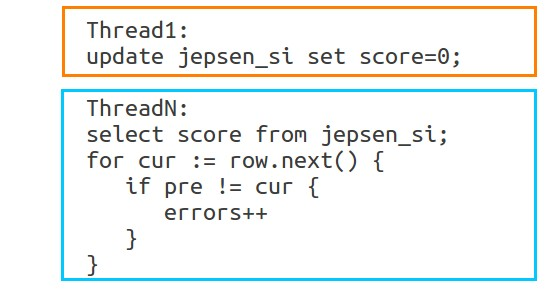 Thread1:
update jepsen_si set score=0;
ThreadN:
select score from jepsen_si;
for cur := row.next() {
   if pre != cur {
      errors++
   }
}